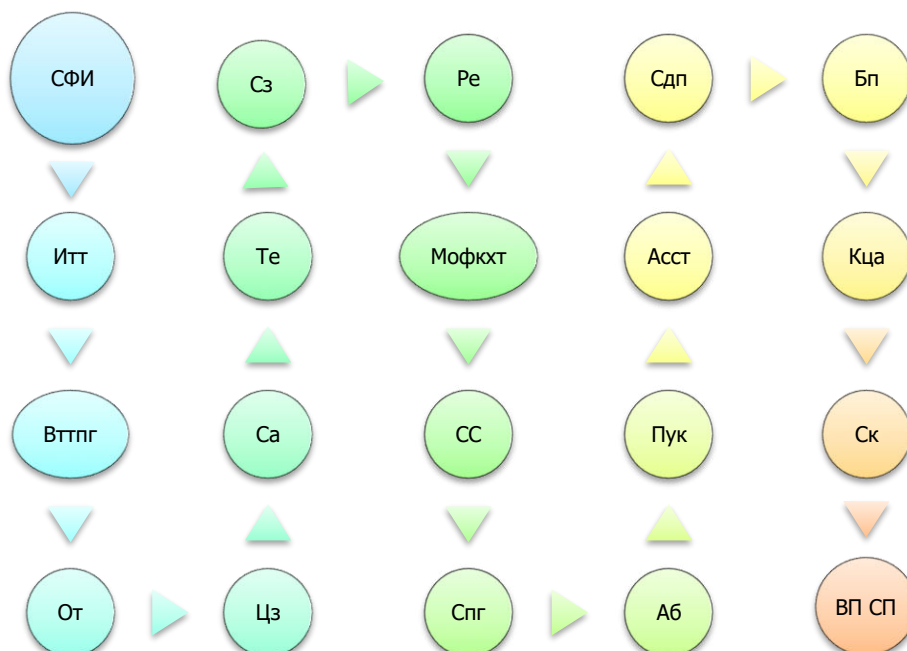 СФИ
Итт
Вттпг
От
Цз
Са
Те
Сз
Ре
Мофкхт
СС
Спг
Аб
Пук
Асст
Сдп
Бп
Кца
Ск
ВП СП